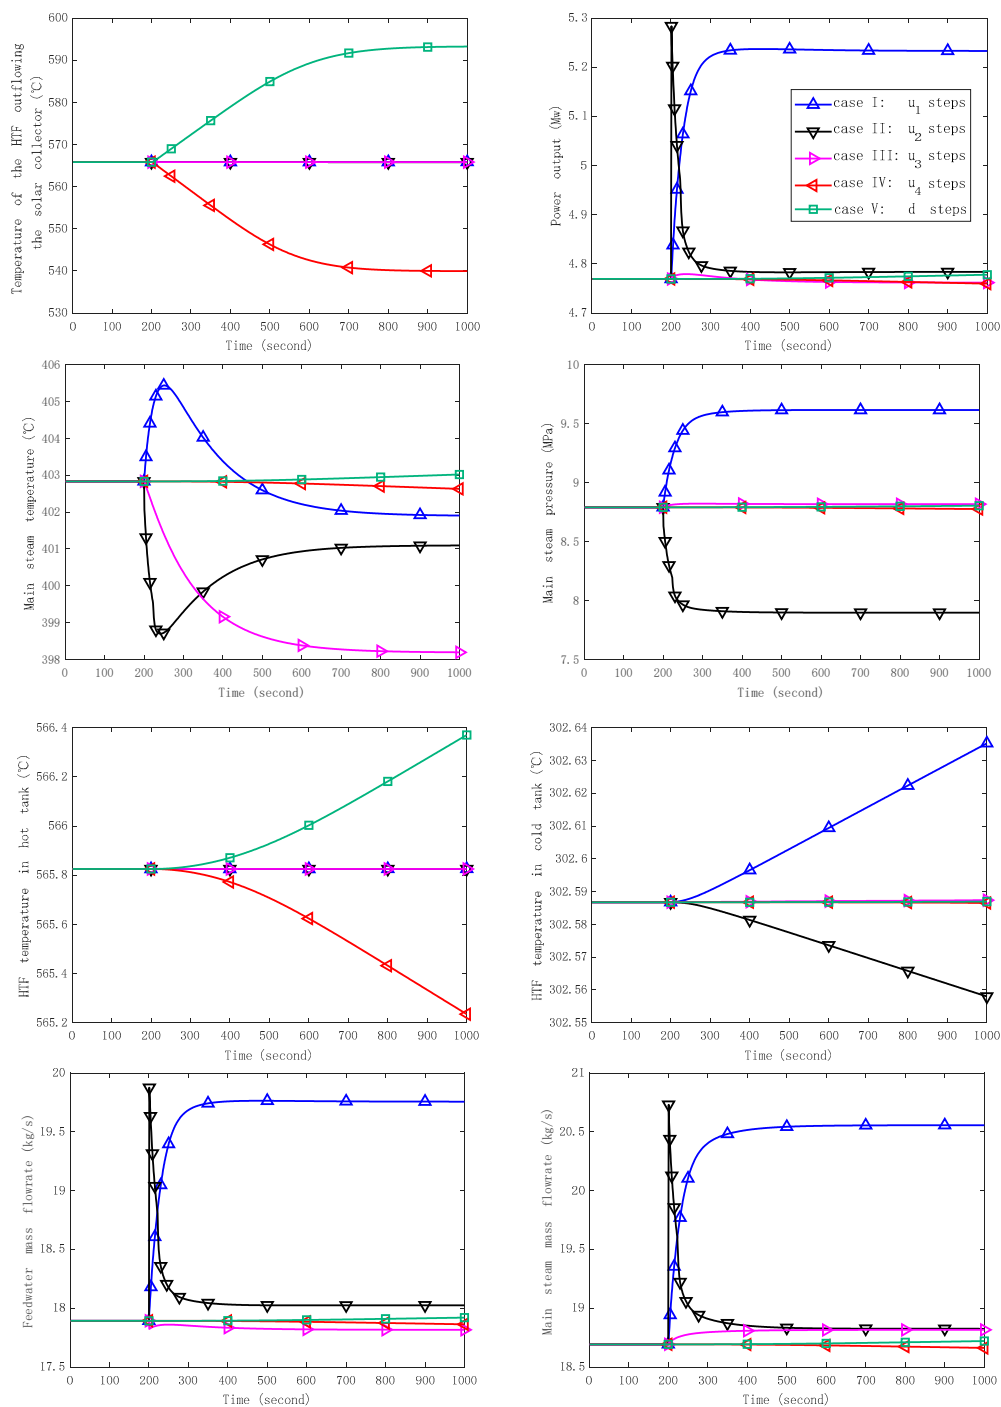 600
590
580
570
560
550
540
530
0 100 200 300 400 500 600 700 800 900 1000
Time (second)
Temperature of the HTF outflowing
the solar collector (℃)
5.3
5.2
5.1
5
4.9
4.8
4.7
0 100 200 300 400 500 600 700 800 900 1000
Time (second)
Power output (Mw)
case I: u1 steps
case II: u2 steps
case III: u3 steps
case IV: u4 steps
case V: d steps
406
405
404
403
402
401
400
399
398
0 100 200 300 400 500 600 700 800 900 1000
Time (second)
Main steam temperature (℃)
9.5
9
8.5
8
7.5
0 100 200 300 400 500 600 700 800 900 1000
Time (second)
Main steam pressure (MPa)
566.4
566.2
566
565.8
565.6
565.4
565.2
0 100 200 300 400 500 600 700 800 900 1000
Time (second)
HTF temperature in hot tank (℃)
302.64
302.63
302.62
302.61
302.6
302.59
302.58
302.57
302.56
302.55
0 100 200 300 400 500 600 700 800 900 1000
Time (second)
HTF temperature in cold tank (℃)
20
19.5
19
18.5
18
17.5
0 100 200 300 400 500 600 700 800 900 1000
Time (second)
Feedwater mass flowrate (kg/s)
21
20.5
20
19.5
19
18.5
0 100 200 300 400 500 600 700 800 900 1000
Time (second)
Main steam mass flowrate (kg/s)